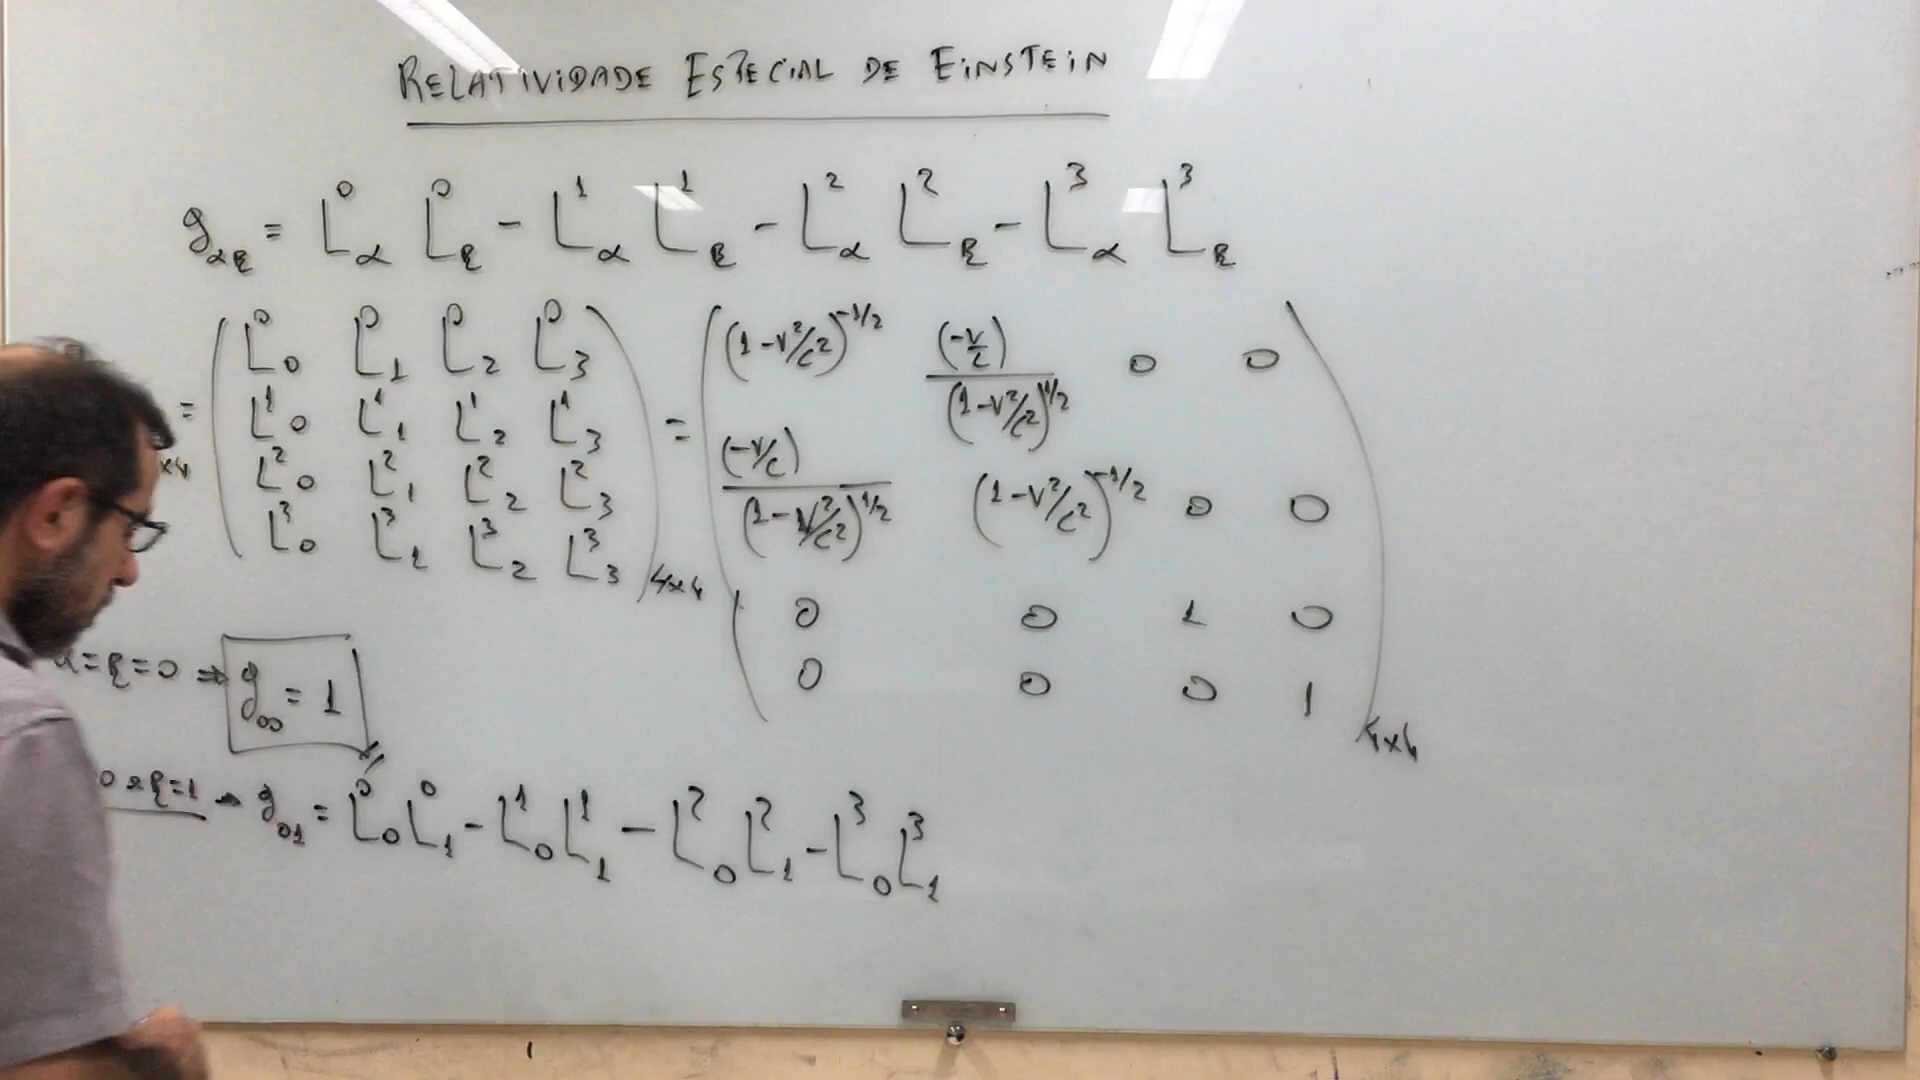 RELATIVIDADE ESPECIAL DE EINSTEIN
g_{αβ} = L^0_α L^0_β - L^1_α L^1_β - L^2_α L^2_β - L^3_α L^3_β
= ( L^0_0 L^0_1 L^0_2 L^0_3 ; L^1_0 L^1_1 L^1_2 L^1_3 ; L^2_0 L^2_1 L^2_2 L^2_3 ; L^3_0 L^3_1 L^3_2 L^3_3 )_{4x4} = ( (1-v²/c²)^{-1/2} (-v/c)/(1-v²/c²)^{1/2} 0 0 ; (-v/c)/(1-v²/c²)^{1/2} (1-v²/c²)^{-1/2} 0 0 ; 0 0 1 0 ; 0 0 0 1 )_{4x4}
α=β=0 ⇒ g_{00} = 1
0 e β=1 → g_{01} = L^0_0 L^0_1 - L^1_0 L^1_1 - L^2_0 L^2_1 - L^3_0 L^3_1